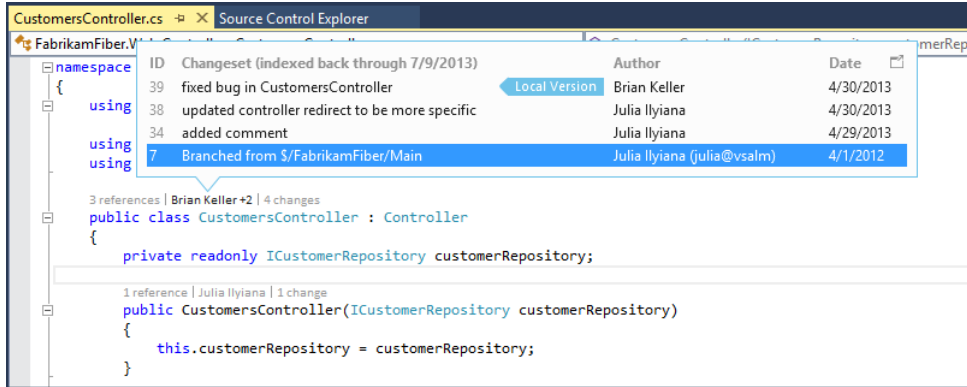 CustomersController.cs Source Control Explorer
FabrikamFiber.W
ID Changeset (indexed back through 7/9/2013) Author Date
39 fixed bug in CustomersController Local Version Brian Keller 4/30/2013
38 updated controller redirect to be more specific Julia Ilyiana 4/30/2013
34 added comment Julia Ilyiana 4/29/2013
7 Branched from $/FabrikamFiber/Main Julia Ilyiana (julia@vsalm) 4/1/2012
namespace
{
using
using
using
3 references | Brian Keller +2 | 4 changes
public class CustomersController : Controller
{
private readonly ICustomerRepository customerRepository;
1 reference | Julia Ilyiana | 1 change
public CustomersController(ICustomerRepository customerRepository)
{
this.customerRepository = customerRepository;
}